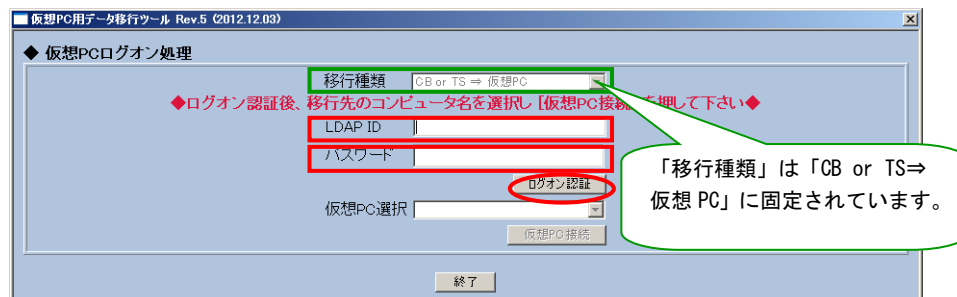 仮想PC用データ移行ツール Rev.5 (2012.12.03)
◆ 仮想PCログオン処理
移行種類 CB or TS ⇒ 仮想PC
◆ログオン認証後、移行先のコンピュータ名を選択し [仮想PC接続]を押して下さい◆
LDAP ID
パスワード
ログオン認証
仮想PC選択
仮想PC接続
終了
「移行種類」は「CB or TS⇒
仮想 PC」に固定されています。